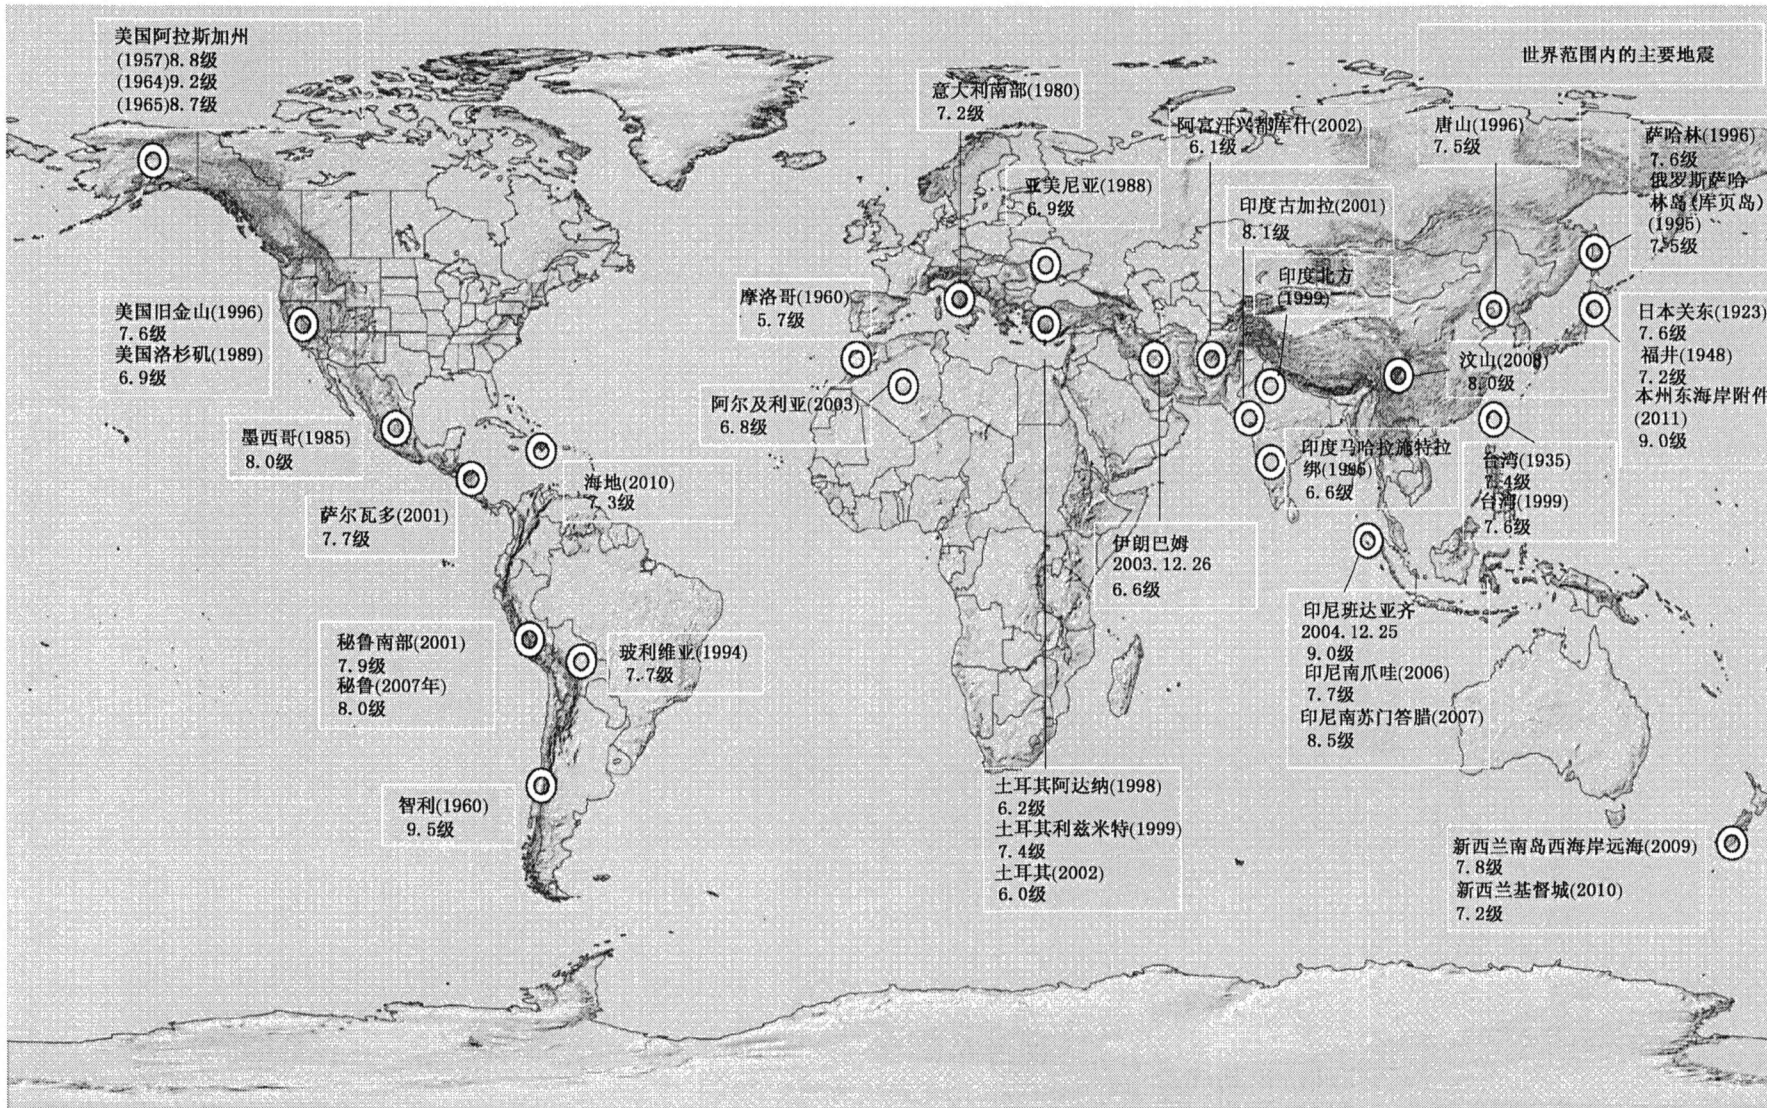 美国阿拉斯加州
(1957)8.8级
(1964)9.2级
(1965)8.7级
世界范围内的主要地震
意大利南部(1980)
7.2级
阿富汗兴都库什(2002)
6.1级
唐山(1996)
7.5级
萨哈林(1996)
7.6级
俄罗斯萨哈
林岛(库页岛)
(1995)
7.5级
亚美尼亚(1988)
6.9级
印度古加拉(2001)
8.1级
印度北方
(1999)
摩洛哥(1960)
5.7级
美国旧金山(1996)
7.6级
美国洛杉矶(1989)
6.9级
日本关东(1923)
7.6级
福井(1948)
7.2级
本州东海岸附件
(2011)
9.0级
汶山(2008)
8.0级
阿尔及利亚(2003)
6.8级
墨西哥(1985)
8.0级
印度马哈拉施特拉
绑(1995)
6.6级
台湾(1935)
7.4级
台湾(1999)
7.6级
海地(2010)
7.3级
萨尔瓦多(2001)
7.7级
伊朗巴姆
2003.12.26
6.6级
印尼班达亚齐
2004.12.25
9.0级
印尼南爪哇(2006)
7.7级
印尼南苏门答腊(2007)
8.5级
秘鲁南部(2001)
7.9级
秘鲁(2007年)
8.0级
玻利维亚(1994)
7.7级
智利(1960)
9.5级
土耳其阿达纳(1998)
6.2级
土耳其利兹米特(1999)
7.4级
土耳其(2002)
6.0级
新西兰南岛西海岸远海(2009)
7.8级
新西兰基督城(2010)
7.2级